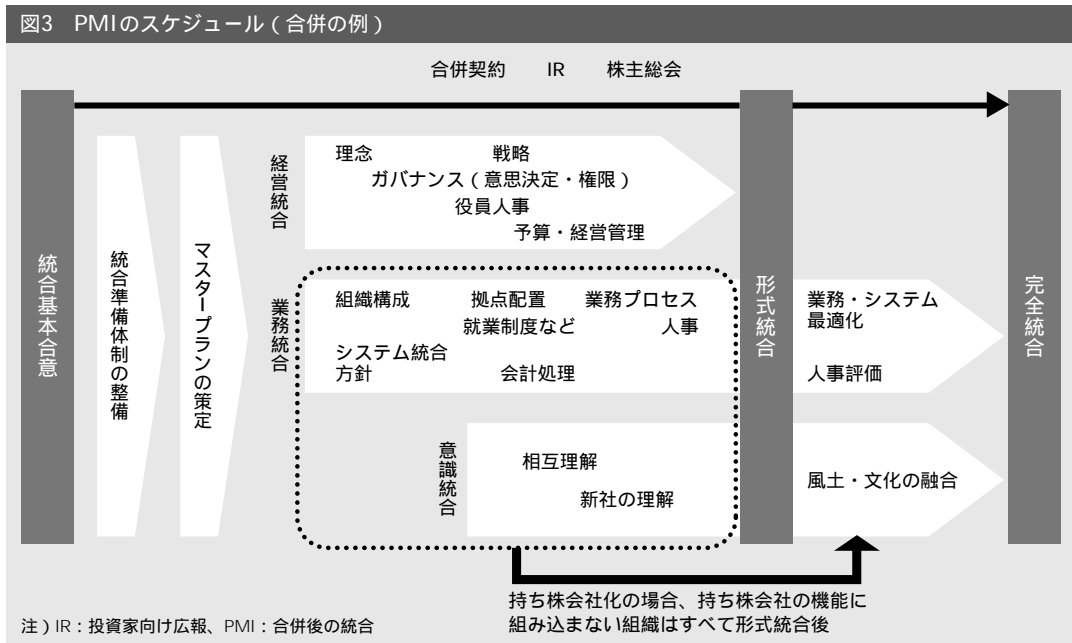 図3 PMIのスケジュール(合併の例)
合併契約 IR 株主総会
統合基本合意
統合準備体制の整備
マスタープランの策定
経営統合
理念 戦略
ガバナンス(意思決定・権限)
役員人事
予算・経営管理
業務統合
組織構成 拠点配置 業務プロセス
就業制度など 人事
システム統合
方針 会計処理
意識統合
相互理解
新社の理解
形式統合
業務・システム
最適化
人事評価
風土・文化の融合
完全統合
持ち株会社化の場合、持ち株会社の機能に
組み込まない組織はすべて形式統合後
注)IR:投資家向け広報、PMI:合併後の統合